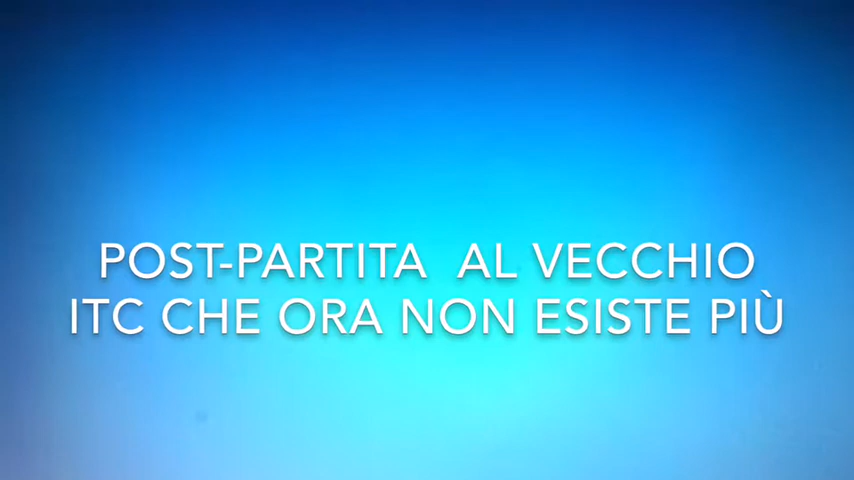 POST-PARTITA AL VECCHIO
ITC CHE ORA NON ESISTE PIÙ